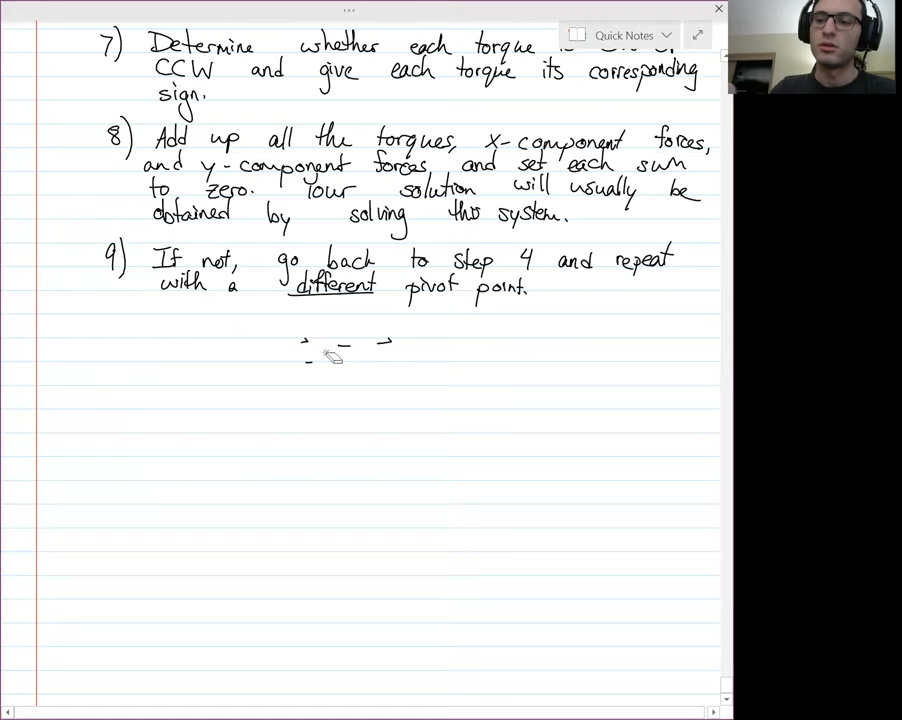 7) Determine whether each torque is
CCW and give each torque its corresponding
sign.
8) Add up all the torques, x-component forces,
and y-component forces, and set each sum
to zero. Your solution will usually be
obtained by solving this system.
9) If not, go back to step 4 and repeat
with a different pivot point.
Quick Notes